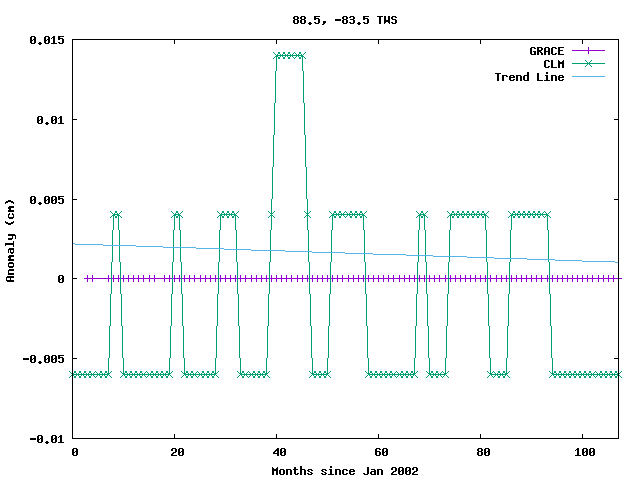 88.5, -83.5 TWS
GRACE
CLM
Trend Line
0.015
0.01
0.005
0
-0.005
-0.01
Anomaly (cm)
0 20 40 60 80 100
Months since Jan 2002